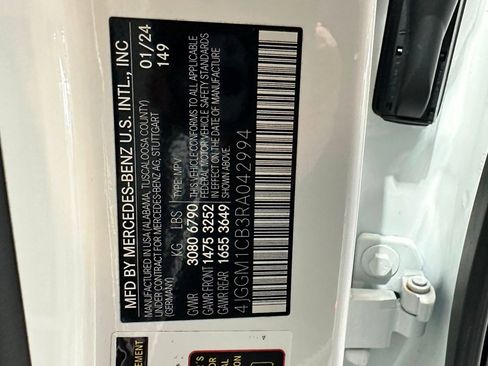 MFD BY MERCEDES-BENZ U.S. INTL., INC
01/24
149
MANUFACTURED IN USA (ALABAMA, TUSCALOOSA COUNTY)
UNDER CONTRACT FOR MERCEDES-BENZ AG, STUTTGART
(GERMANY)
TYPE: MPV
KG LBS
GVWR 3080 6790
GAWR FRONT 1475 3252
GAWR REAR 1655 3649
THIS VEHICLE CONFORMS TO ALL APPLICABLE
FEDERAL MOTOR VEHICLE SAFETY STANDARDS
IN EFFECT ON THE DATE OF MANUFACTURE
SHOWN ABOVE
4JGGM1CB3RA042994